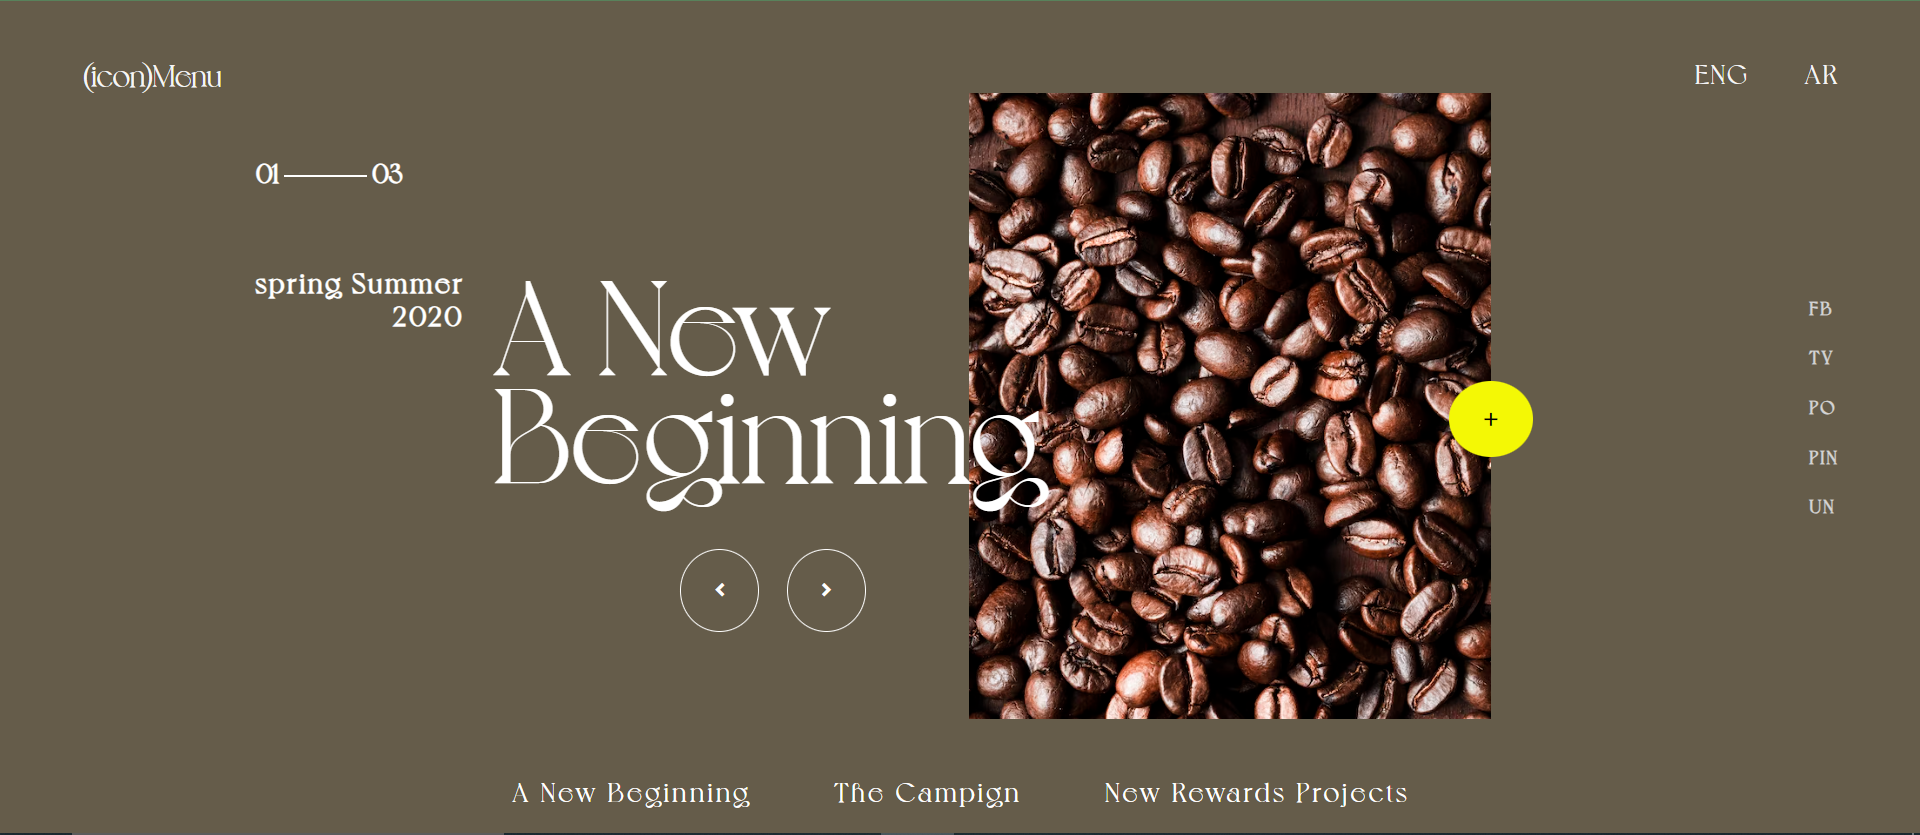 (icon)Menu
ENG
AR
01
03
spring Summer
2020
A New
Beginning
+
FB
TY
PO
PIN
UN
A New Beginning
The Campign
New Rewards Projects